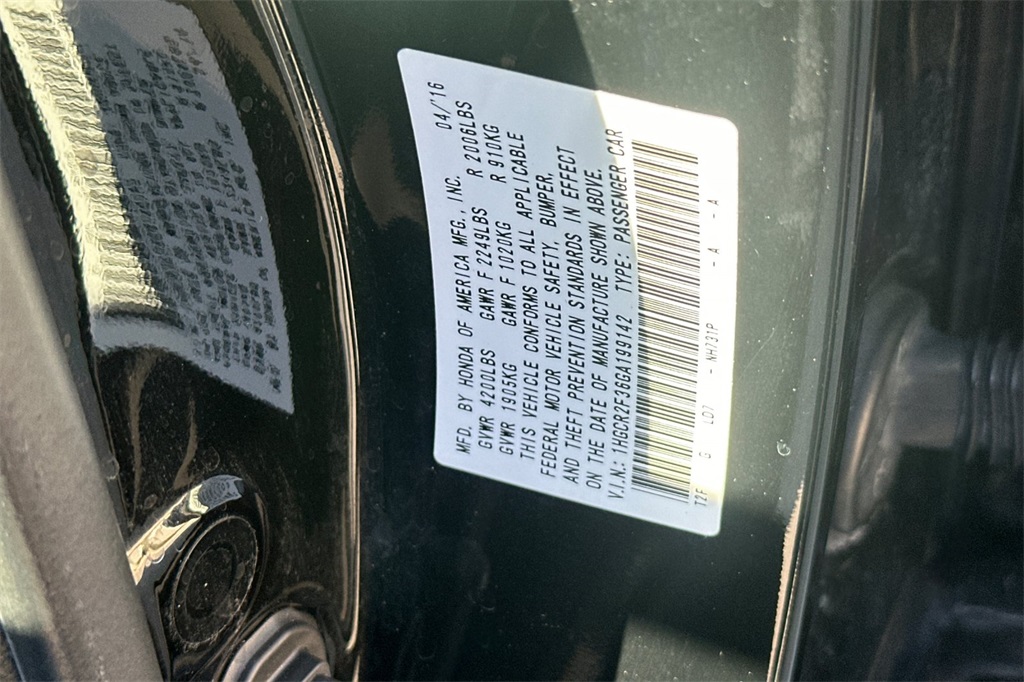 MFD. BY HONDA OF AMERICA MFG., INC. 04/'16
GVWR 4200LBS GAWR F 2249LBS R 2006LBS
GVWR 1905KG GAWR F 1020KG R 910KG
THIS VEHICLE CONFORMS TO ALL APPLICABLE
FEDERAL MOTOR VEHICLE SAFETY, BUMPER,
AND THEFT PREVENTION STANDARDS IN EFFECT
ON THE DATE OF MANUFACTURE SHOWN ABOVE.
V.I.N.: 1HGCR2F36GA199142 TYPE: PASSENGER CAR
T2F G LD7 - NH731P - A - A